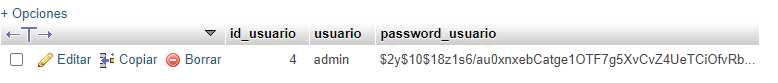 + Opciones
id_usuario usuario password_usuario
Editar Copiar Borrar 4 admin $2y$10$18z1s6/au0xnxebCatge1OTF7g5XvCvZ4UeTCiOfvRb...